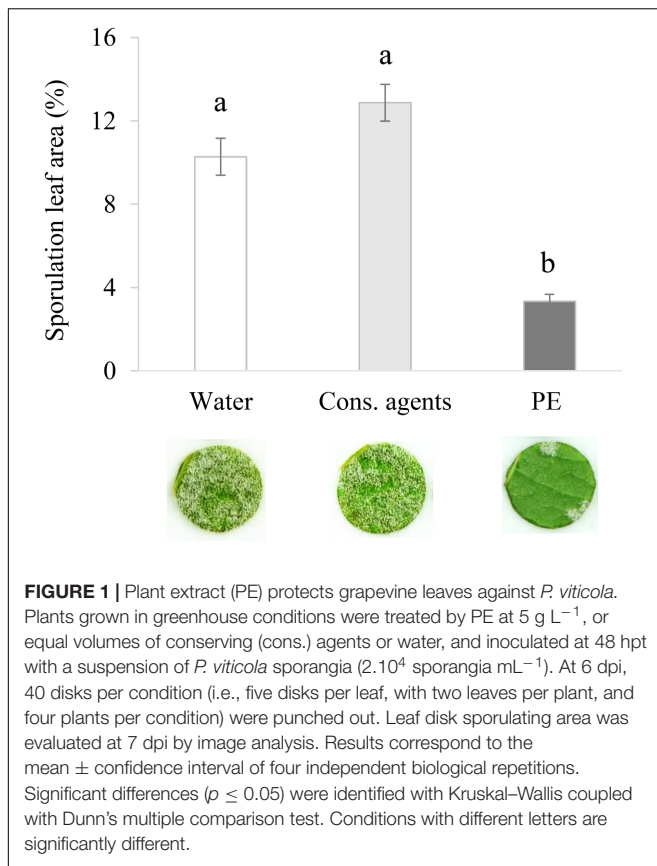 16
12
8
4
0
Sporulation leaf area (%)
a
a
b
Water Cons. agents PE
FIGURE 1 | Plant extract (PE) protects grapevine leaves against P. viticola.
Plants grown in greenhouse conditions were treated by PE at 5 g L⁻¹, or
equal volumes of conserving (cons.) agents or water, and inoculated at 48 hpt
with a suspension of P. viticola sporangia (2.10⁴ sporangia mL⁻¹). At 6 dpi,
40 disks per condition (i.e., five disks per leaf, with two leaves per plant, and
four plants per condition) were punched out. Leaf disk sporulating area was
evaluated at 7 dpi by image analysis. Results correspond to the
mean ± confidence interval of four independent biological repetitions.
Significant differences (p ≤ 0.05) were identified with Kruskal–Wallis coupled
with Dunn's multiple comparison test. Conditions with different letters are
significantly different.